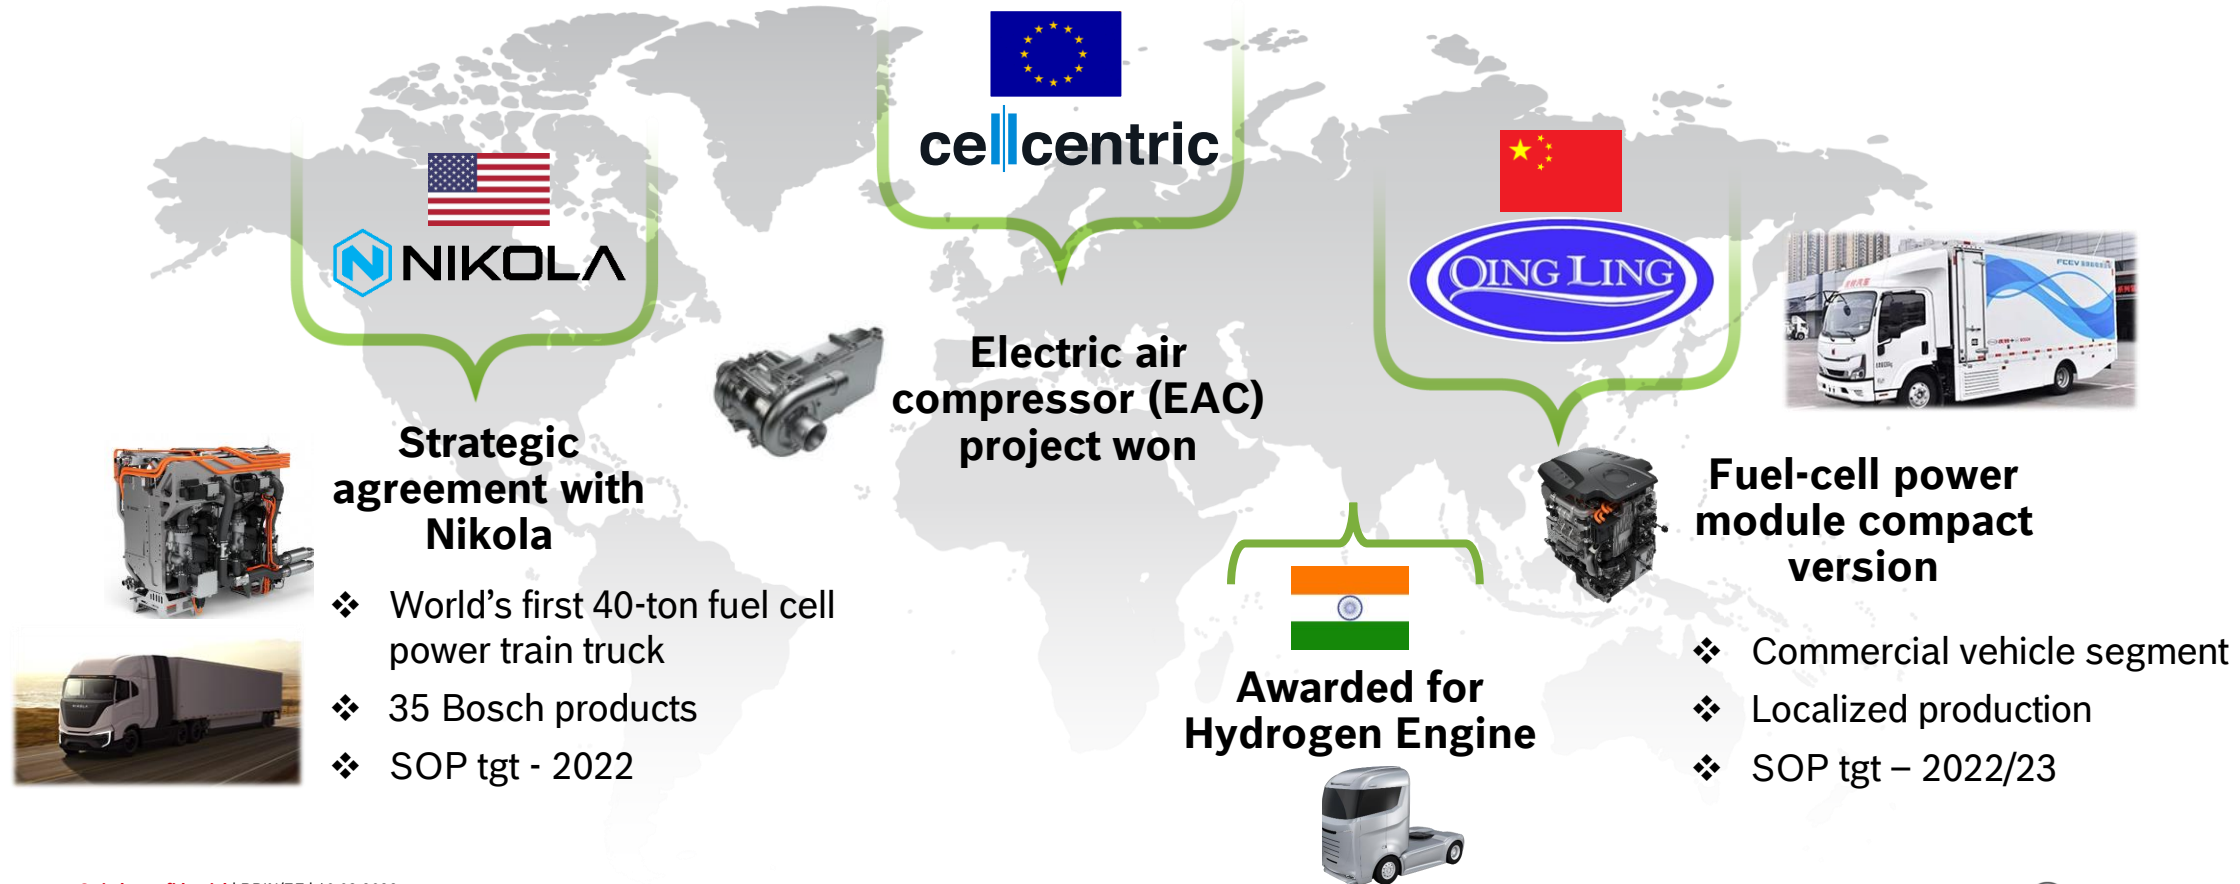 NIKOLA
Strategic
agreement with
Nikola
❖ World’s first 40-ton fuel cell
power train truck
❖ 35 Bosch products
❖ SOP tgt - 2022
cellcentric
Electric air
compressor (EAC)
project won
Awarded for
Hydrogen Engine
QING LING
FCEV
Fuel-cell power
module compact
version
❖ Commercial vehicle segment
❖ Localized production
❖ SOP tgt – 2022/23